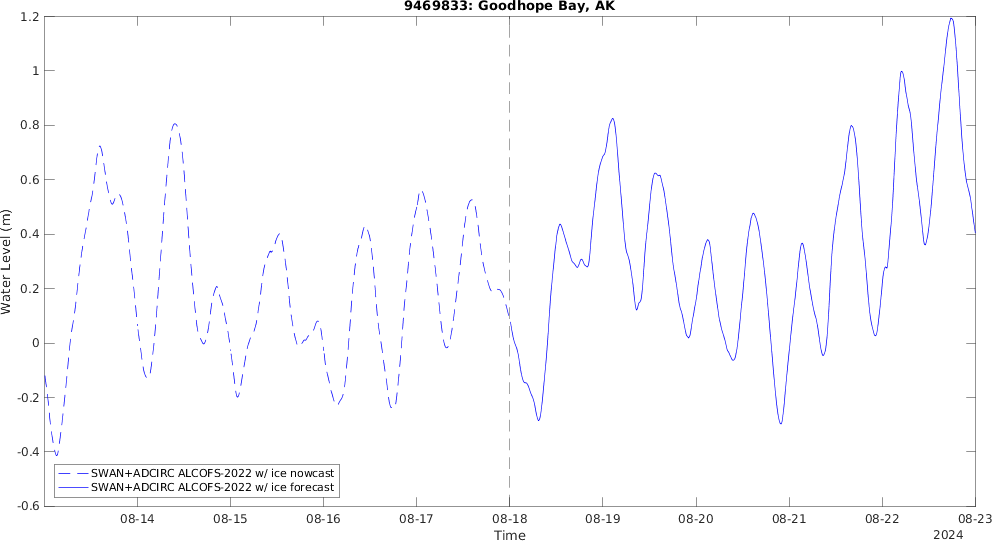 9469833: Goodhope Bay, AK
1.2
1
0.8
0.6
0.4
0.2
0
-0.2
-0.4
-0.6
Water Level (m)
SWAN+ADCIRC ALCOFS-2022 w/ ice nowcast
SWAN+ADCIRC ALCOFS-2022 w/ ice forecast
08-14 08-15 08-16 08-17 08-18 08-19 08-20 08-21 08-22 08-23
Time
2024